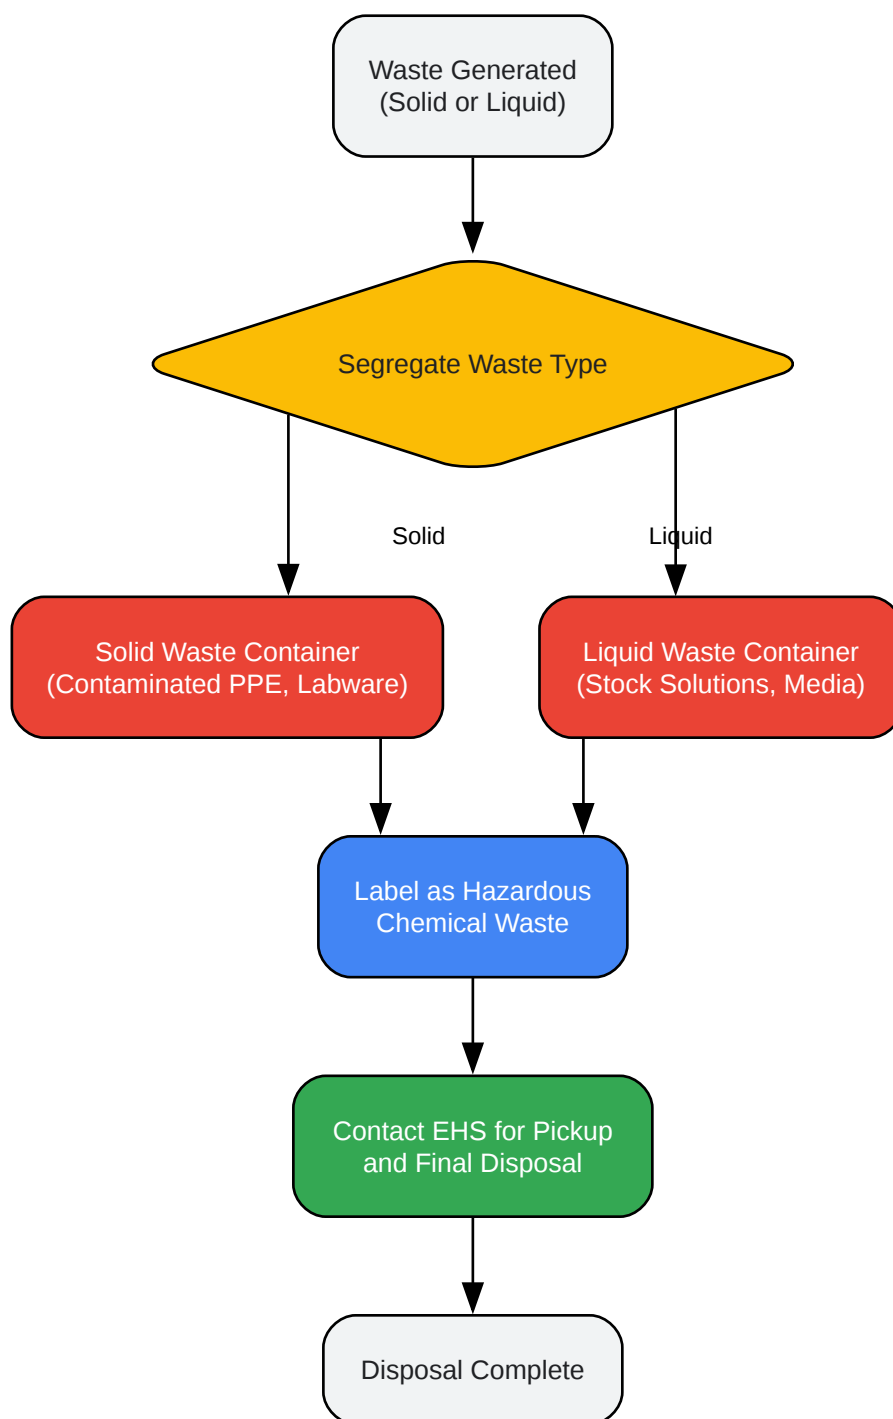 Waste Generated
(Solid or Liquid)
Segregate Waste Type
Solid
Liquid
Solid Waste Container
(Contaminated PPE, Labware)
Liquid Waste Container
(Stock Solutions, Media)
Label as Hazardous
Chemical Waste
Contact EHS for Pickup
and Final Disposal
Disposal Complete